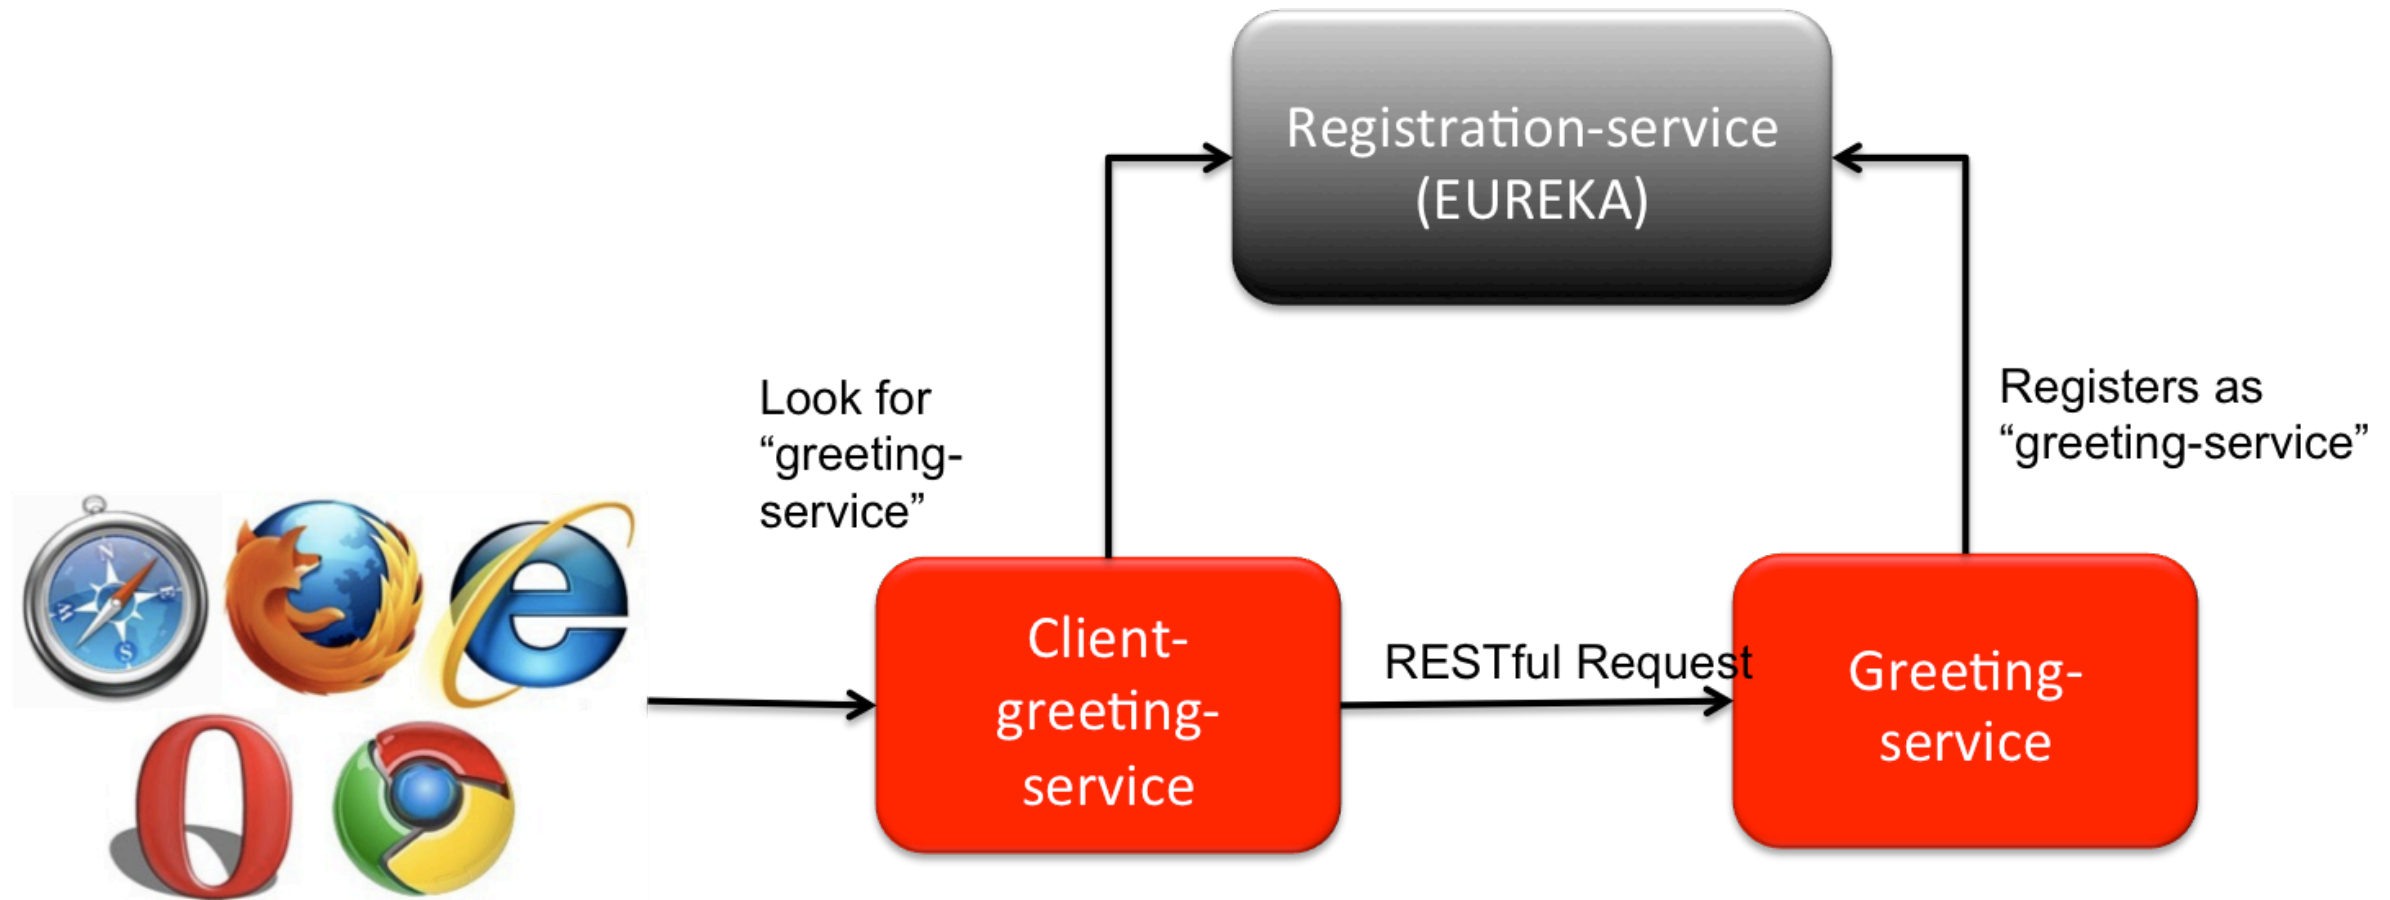 Registration-service
(EUREKA)
Look for
“greeting-
service”
Registers as
“greeting-service”
N
E
S
Client-
greeting-
service
RESTful Request
Greeting-
service